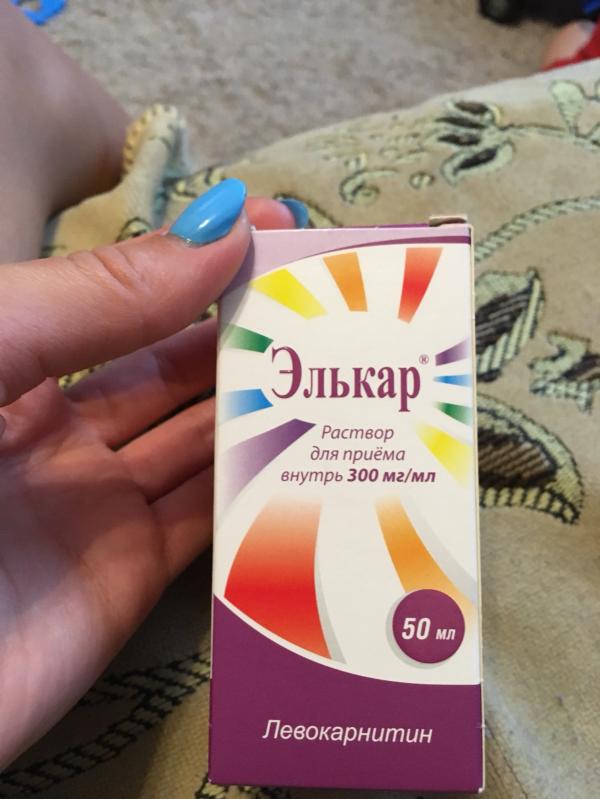 Элькар®
Раствор
для приёма
внутрь 300 мг/мл
50 мл
Левокарнитин